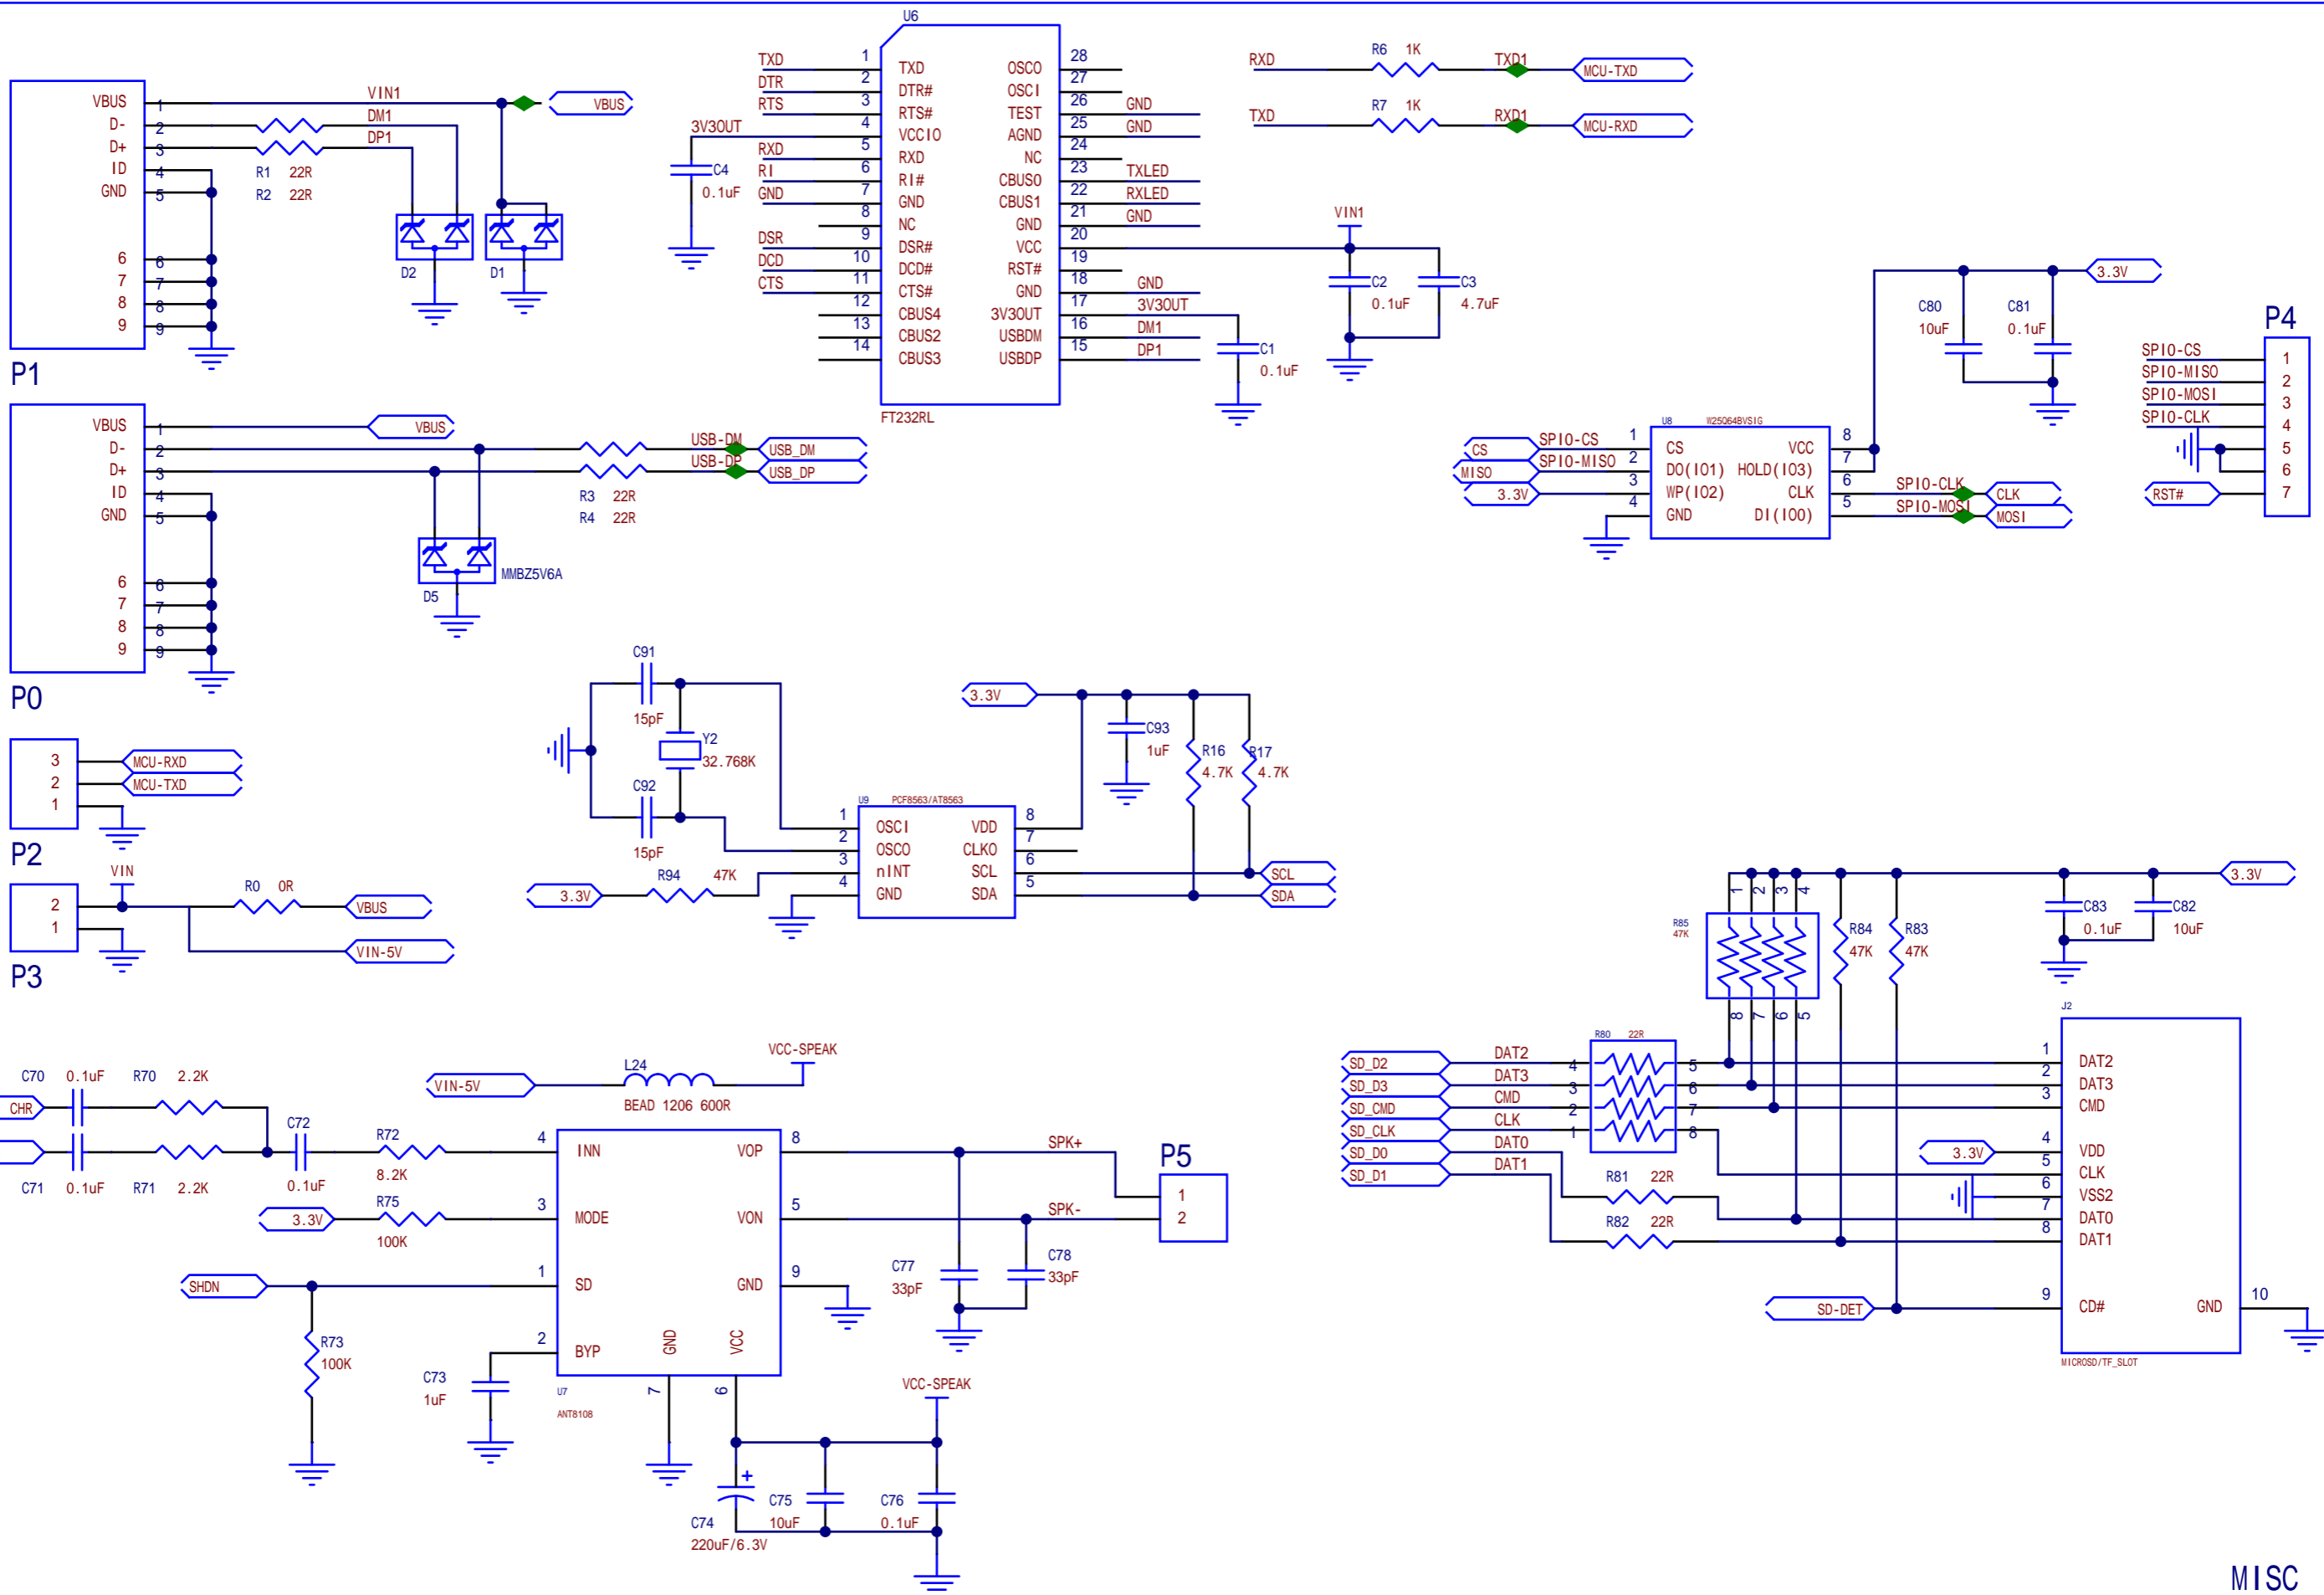 U6
TXD 1 TXD OSCO 28
DTR 2 DTR# OSCI 27
RTS 3 RTS# TEST 26 GND
3V3OUT 4 VCCIO AGND 25 GND
RXD 5 RXD NC 24
RI 6 RI# CBUS0 23 TXLED
GND 7 GND CBUS1 22 RXLED
8 NC GND 21 GND
DSR 9 DSR# VCC 20
DCD 10 DCD# RST# 19
CTS 11 CTS# GND 18 GND
12 CBUS4 3V3OUT 17 3V3OUT
13 CBUS2 USBDM 16 DM1
14 CBUS3 USBDP 15 DP1
FT232RL
C4
0.1uF
C1
0.1uF
VIN1
C2
0.1uF
C3
4.7uF
RXD R6 1K TXD1 MCU-TXD
TXD R7 1K RXD1 MCU-RXD
VBUS 1 VIN1 VBUS
D- 2 DM1
D+ 3 DP1
ID 4
GND 5
R1 22R
R2 22R
6 6
7 7
8 8
9 9
D2 D1
P1
VBUS 1 VBUS
D- 2 USB-DM USB_DM
D+ 3 USB-DP USB_DP
ID 4
GND 5
R3 22R
R4 22R
6 6
7 7
8 8
9 9
MMBZ5V6A
D5
P0
3.3V
C80
10uF
C81
0.1uF
U8 W25Q64BVSIG
CS SPI0-CS 1 CS VCC 8
MISO SPI0-MISO 2 DO(IO1) HOLD(IO3) 7
3.3V 3 WP(IO2) CLK 6 SPI0-CLK CLK
4 GND DI(IO0) 5 SPI0-MOSI MOSI
P4
SPI0-CS 1
SPI0-MISO 2
SPI0-MOSI 3
SPI0-CLK 4
5
6
RST# 7
3 MCU-RXD
2 MCU-TXD
1
P2
VIN
2 R0 0R VBUS
1 VIN-5V
P3
C91
15pF
Y2
32.768K
C92
15pF
3.3V
C93
1uF
R16
4.7K
R17
4.7K
U9 PCF8563/AT8563
1 OSCI VDD 8
2 OSCO CLKO 7
3 nINT SCL 6 SCL
4 GND SDA 5 SDA
3.3V R94 47K
3.3V
R85
47K
1 2 3 4
8 7 6 5
R84
47K
R83
47K
C83
0.1uF
C82
10uF
J2
R80 22R
SD_D2 DAT2 4 5 1 DAT2
SD_D3 DAT3 3 6 2 DAT3
SD_CMD CMD 2 7 3 CMD
SD_CLK CLK 1 8
SD_D0 DAT0 3.3V 4 VDD
SD_D1 DAT1 5 CLK
R81 22R 6 VSS2
7 DAT0
R82 22R 8 DAT1
SD-DET 9 CD# GND 10
MICROSD/TF_SLOT
VIN-5V L24 VCC-SPEAK
BEAD 1206 600R
C70 0.1uF R70 2.2K
CHR
C71 0.1uF R71 2.2K
C72
0.1uF
R72
8.2K
R75
3.3V
100K
SHDN
R73
100K
C73
1uF
4 INN VOP 8 SPK+
3 MODE VON 5 SPK-
1 SD GND 9
2 BYP GND VCC
7 6
U7
ANT8108
P5
1
2
C77
33pF
C78
33pF
VCC-SPEAK
+
C74
220uF/6.3V
C75
10uF
C76
0.1uF
MISC